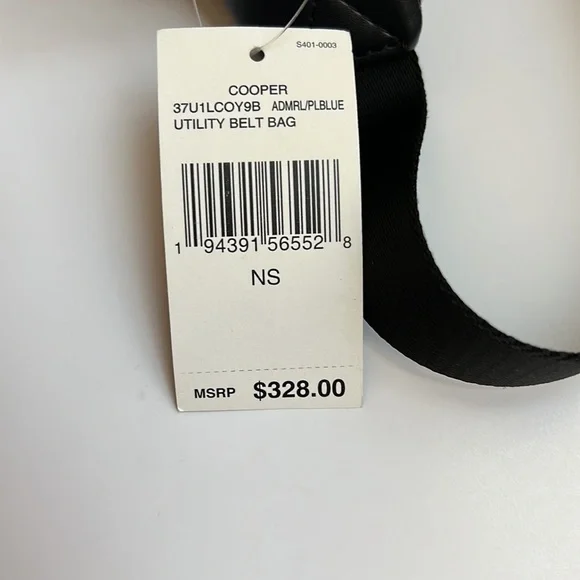 S401-0003
COOPER
37U1LCOY9B ADMRL/PLBLUE
UTILITY BELT BAG
1 94391 56552 8
NS
MSRP $328.00